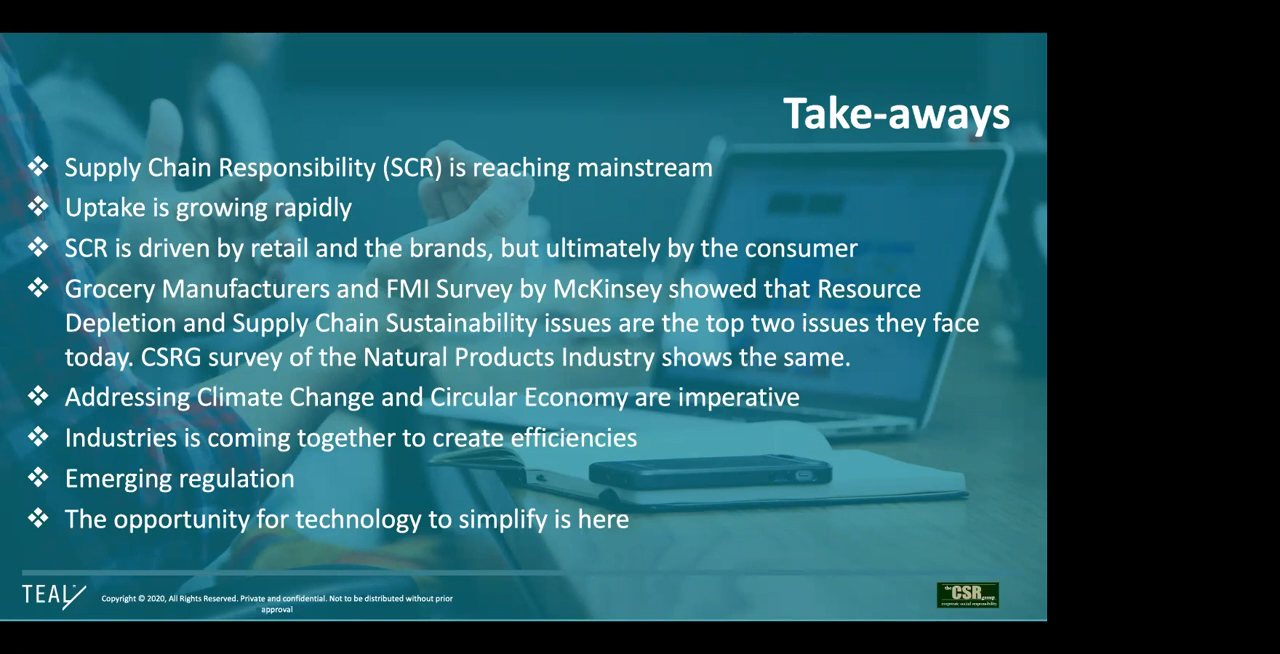 Take-aways
❖ Supply Chain Responsibility (SCR) is reaching mainstream
❖ Uptake is growing rapidly
❖ SCR is driven by retail and the brands, but ultimately by the consumer
❖ Grocery Manufacturers and FMI Survey by McKinsey showed that Resource
Depletion and Supply Chain Sustainability issues are the top two issues they face
today. CSRG survey of the Natural Products Industry shows the same.
❖ Addressing Climate Change and Circular Economy are imperative
❖ Industries is coming together to create efficiencies
❖ Emerging regulation
❖ The opportunity for technology to simplify is here
TEAL
Copyright © 2020, All Rights Reserved. Private and confidential. Not to be distributed without prior
approval
the CSR group
corporate social responsibility